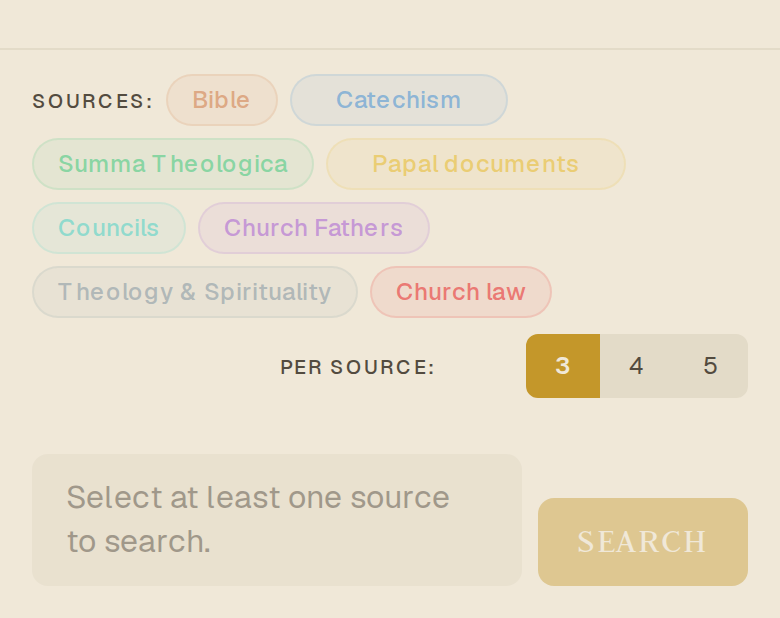 SOURCES: Bible Catechism
Summa Theologica Papal documents
Councils Church Fathers
Theology & Spirituality Church law
PER SOURCE: 3 4 5
Select at least one source
to search.
SEARCH